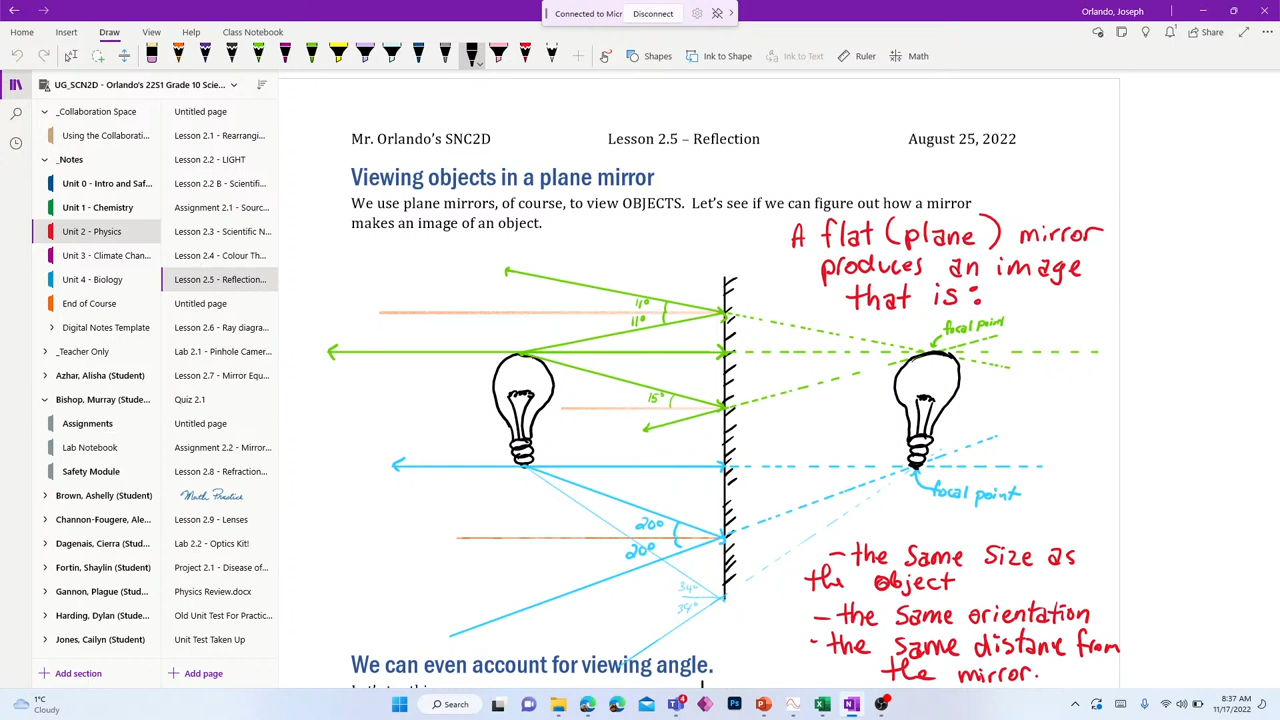 Connected to Micr
Disconnect
Orlando, Joseph
Home
Insert
Draw
View
Help
Class Notebook
Share
Shapes
Ink to Shape
Ink to Text
Ruler
Math
UG_SCN2D - Orlando's 22S1 Grade 10 Scie...
_Collaboration Space
Using the Collaborati...
_Notes
Unit 0 - Intro and Saf...
Unit 1 - Chemistry
Unit 2 - Physics
Unit 3 - Climate Chan...
Unit 4 - Biology
End of Course
Digital Notes Template
_Teacher Only
Azhar, Alisha (Student)
Bishop, Murray (Stude...
Assignments
Lab Notebook
Safety Module
Brown, Ashelly (Student)
Channon-Fougere, Ale...
Dagenais, Cierra (Stude...
Fortin, Shaylin (Student)
Gannon, Plague (Stude...
Harding, Dylan (Stude...
Jones, Cailyn (Student)
Add section
Untitled page
Lesson 2.1 - Rearrangi...
Lesson 2.2 - LIGHT
Lesson 2.2 B - Scientifi...
Assignment 2.1 - Sourc...
Lesson 2.3 - Scientific N...
Lesson 2.4 - Colour Th...
Lesson 2.5 - Reflection...
Untitled page
Lesson 2.6 - Ray diagra...
Lab 2.1 - Pinhole Camer...
Lesson 2.7 - Mirror Equ...
Quiz 2.1
Untitled page
Assignment 2.2 - Mirror...
Lesson 2.8 - Refraction...
Math Practice
Lesson 2.9 - Lenses
Lab 2.2 - Optics Kit!
Project 2.1 - Disease of...
Physics Review.docx
Old Unit Test For Practic...
Unit Test Taken Up
Add page
Mr. Orlando's SNC2D
Lesson 2.5 – Reflection
August 25, 2022
Viewing objects in a plane mirror
We use plane mirrors, of course, to view OBJECTS. Let's see if we can figure out how a mirror
makes an image of an object.
A flat (plane) mirror
produces an image
that is:
11°
11°
15°
focal point
focal point
20°
20°
34°
34°
- the same size as
the object
- the same orientation
- the same distance from
the mirror.
We can even account for viewing angle.
1°C
Cloudy
Search
4
8:37 AM
11/17/2022